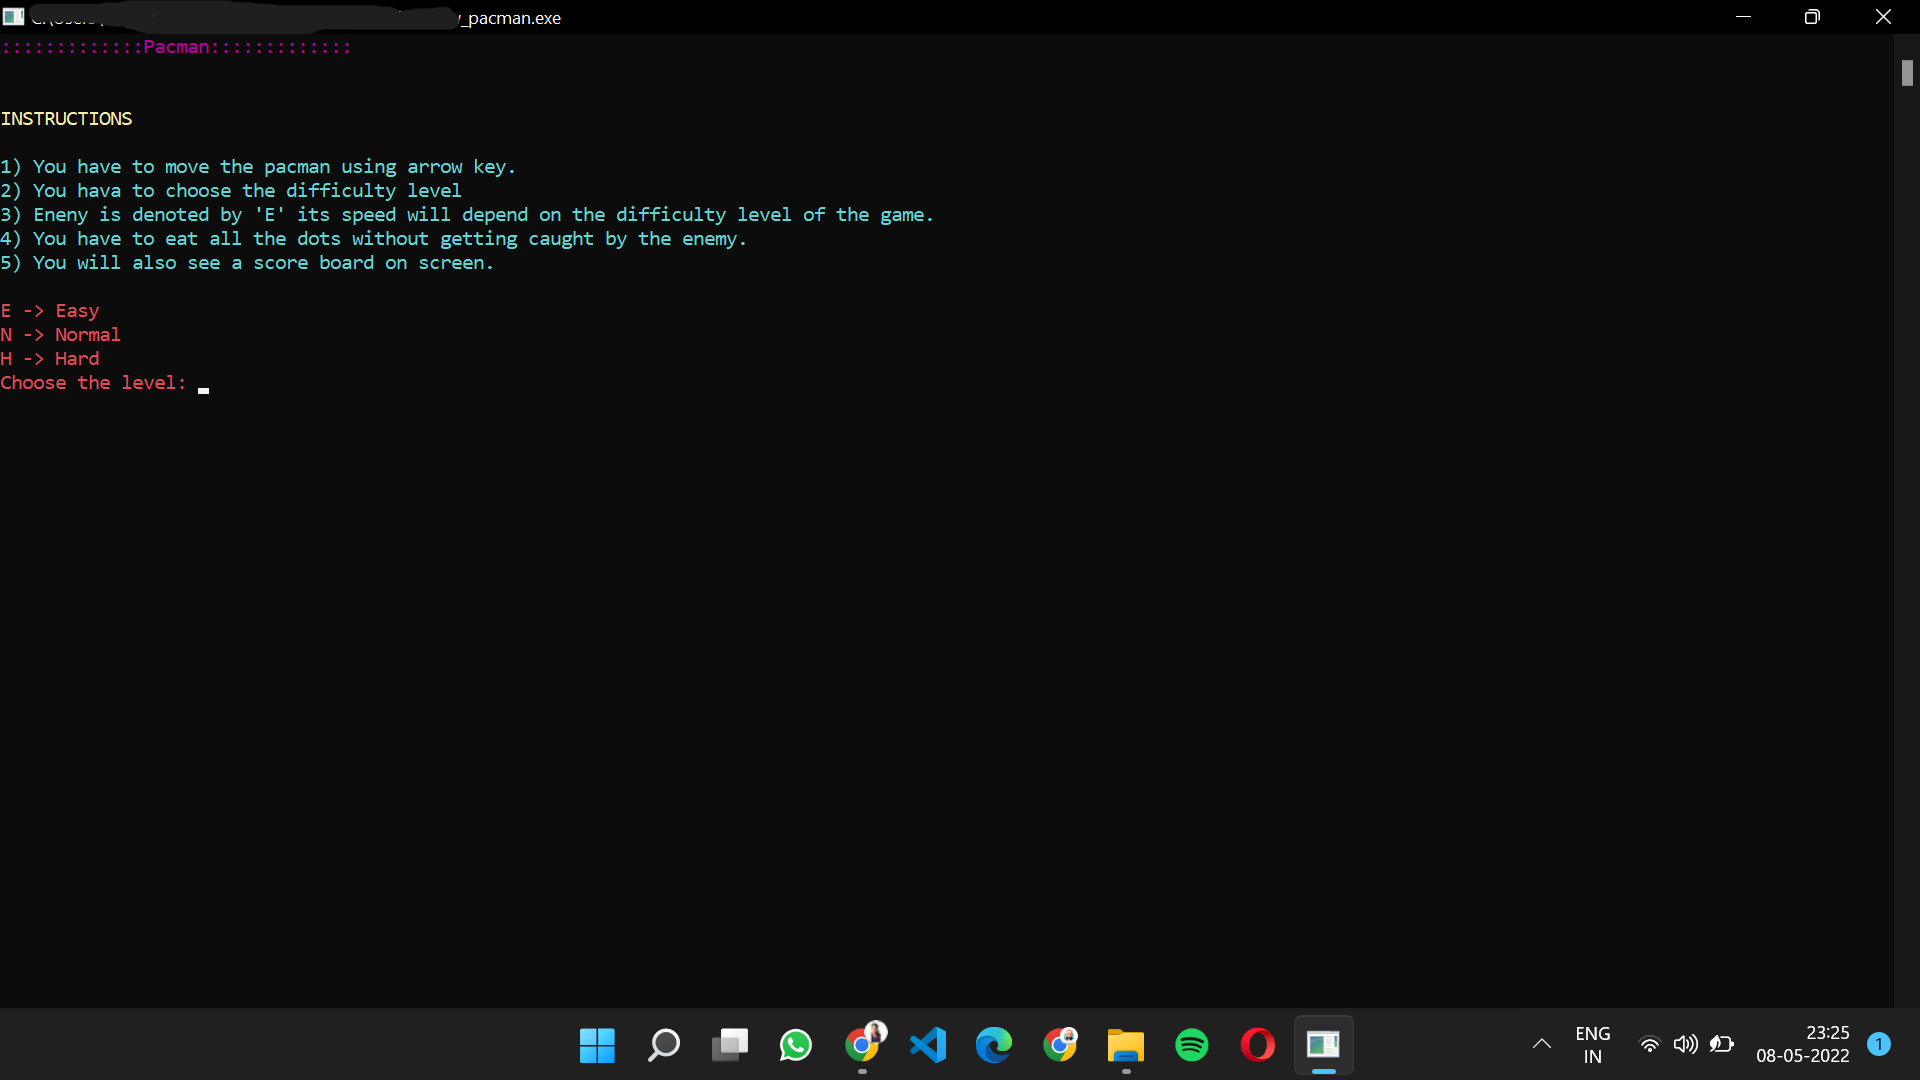 _pacman.exe
:::::::::::::Pacman:::::::::::::
INSTRUCTIONS
1) You have to move the pacman using arrow key.
2) You hava to choose the difficulty level
3) Eneny is denoted by 'E' its speed will depend on the difficulty level of the game.
4) You have to eat all the dots without getting caught by the enemy.
5) You will also see a score board on screen.
E -> Easy
N -> Normal
H -> Hard
Choose the level:
ENG
IN
23:25
08-05-2022
1